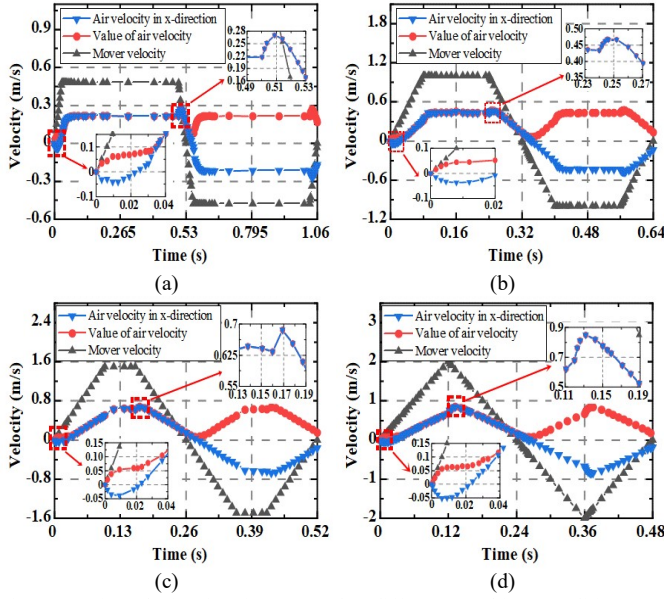 0.9
0.6
0.3
0
-0.3
-0.6
Velocity (m/s)
Air velocity in x-direction
Value of air velocity
Mover velocity
0.28
0.25
0.22
0.19
0.16
0.49 0.51 0.53
0.1
0
0.1
0 0.02 0.04
0 0.265 0.53 0.795 1.06
Time (s)
(a)
1.8
1.2
0.6
0
-0.6
-1.2
Velocity (m/s)
Air velocity in x-direction
Value of air velocity
Mover velocity
0.50
0.45
0.40
0.35
0.23 0.25 0.27
0.1
0
0.1
0 0.02
0 0.16 0.32 0.48 0.64
Time (s)
(b)
2.4
1.6
0.8
0
-0.8
-1.6
Velocity (m/s)
Air velocity in x-direction
Value of air velocity
Mover velocity
0.7
0.625
0.55
0.13 0.15 0.17 0.19
0.15
0.10
0.05
0
-0.05
0 0.02 0.04
0 0.13 0.26 0.39 0.52
Time (s)
(c)
3
2
1
0
-1
-2
Velocity (m/s)
Air velocity in x-direction
Value of air velocity
Mover velocity
0.9
0.8
0.7
0.6
0.5
0.11 0.13 0.15 0.19
0.15
0.10
0.05
0
-0.05
0 0.02 0.04
0 0.12 0.24 0.36 0.48
Time (s)
(d)